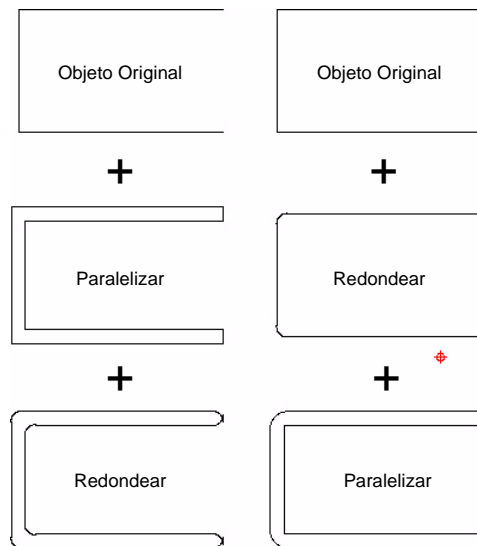 Objeto Original
Objeto Original
+
+
Paralelizar
Redondear
+
+
Redondear
Paralelizar